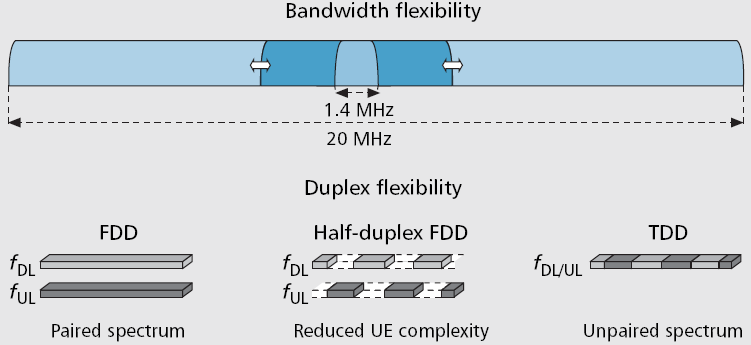 Bandwidth flexibility
1.4 MHz
20 MHz
Duplex flexibility
FDD
Half-duplex FDD
TDD
fDL
fDL
fDL/UL
fUL
fUL
Paired spectrum
Reduced UE complexity
Unpaired spectrum